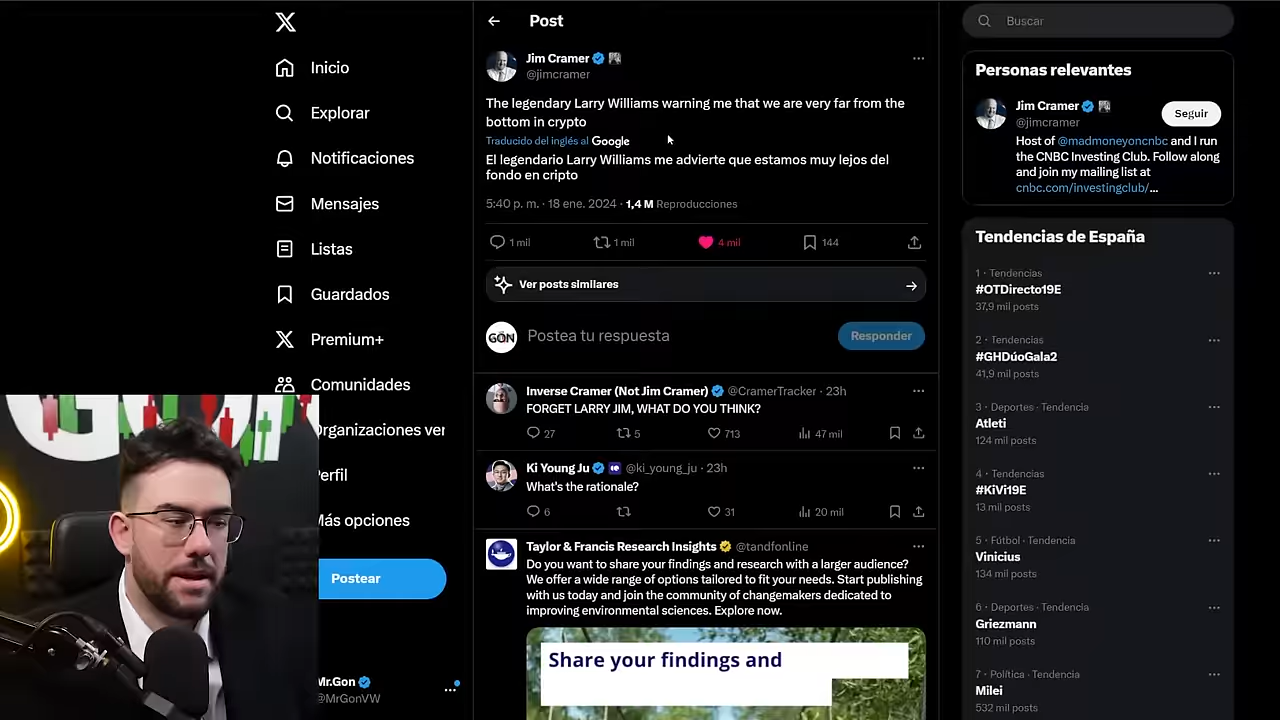 Inicio
Explorar
Notificaciones
Mensajes
Listas
Guardados
Premium+
Comunidades
Organizaciones ver
Perfil
Más opciones
Postear
Mr.Gon
@MrGonVW
Post
Jim Cramer
@jimcramer
The legendary Larry Williams warning me that we are very far from the
bottom in crypto
Traducido del inglés al Google
El legendario Larry Williams me advierte que estamos muy lejos del
fondo en cripto
5:40 p. m. · 18 ene. 2024 · 1,4 M Reproducciones
1 mil
1 mil
4 mil
144
Ver posts similares
GON
Postea tu respuesta
Responder
Inverse Cramer (Not Jim Cramer) @CramerTracker · 23h
FORGET LARRY JIM, WHAT DO YOU THINK?
27
5
713
47 mil
Ki Young Ju @ki_young_ju · 23h
What's the rationale?
6
31
20 mil
Taylor & Francis Research Insights @tandfonline
Do you want to share your findings and research with a larger audience?
We offer a wide range of options tailored to fit your needs. Start publishing
with us today and join the community of changemakers dedicated to
improving environmental sciences. Explore now.
Share your findings and
Buscar
Personas relevantes
Jim Cramer
@jimcramer
Seguir
Host of @madmoneyoncnbc and I run
the CNBC Investing Club. Follow along
and join my mailing list at
cnbc.com/investingclub/…
Tendencias de España
1 · Tendencias
#OTDirecto19E
37,9 mil posts
2 · Tendencias
#GHDúoGala2
41,9 mil posts
3 · Deportes · Tendencia
Atleti
124 mil posts
4 · Tendencias
#KiVi19E
13 mil posts
5 · Fútbol · Tendencia
Vinicius
134 mil posts
6 · Deportes · Tendencia
Griezmann
110 mil posts
7 · Política · Tendencia
Milei
532 mil posts